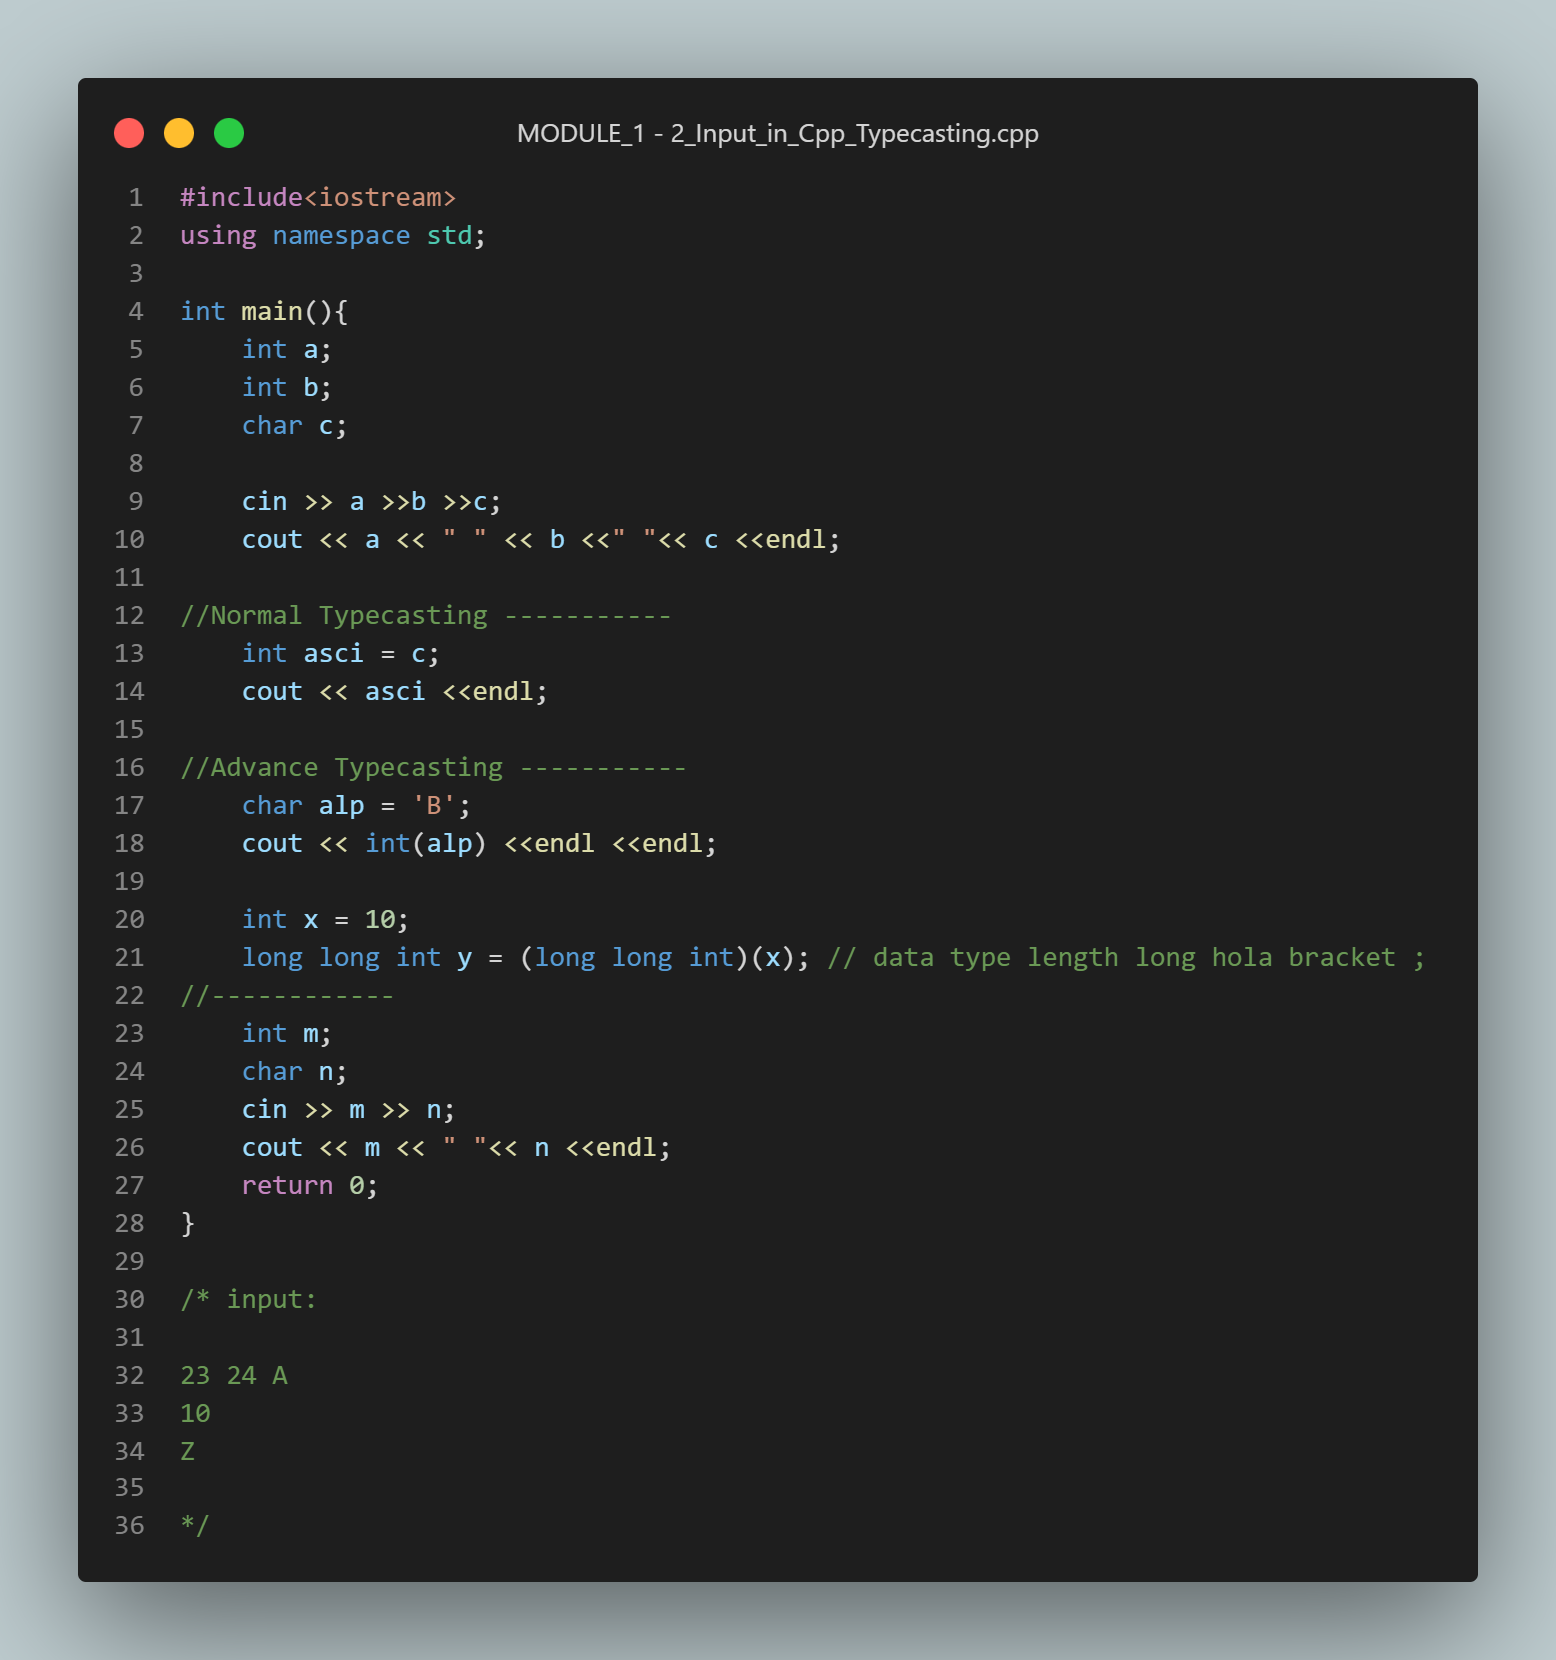 MODULE_1 - 2_Input_in_Cpp_Typecasting.cpp
1 #include<iostream>
2 using namespace std;
3
4 int main(){
5     int a;
6     int b;
7     char c;
8
9     cin >> a >>b >>c;
10     cout << a << " " << b <<" "<< c <<endl;
11
12 //Normal Typecasting -----------
13     int asci = c;
14     cout << asci <<endl;
15
16 //Advance Typecasting -----------
17     char alp = 'B';
18     cout << int(alp) <<endl <<endl;
19
20     int x = 10;
21     long long int y = (long long int)(x); // data type length long hola bracket ;
22 //------------
23     int m;
24     char n;
25     cin >> m >> n;
26     cout << m << " "<< n <<endl;
27     return 0;
28 }
29
30 /* input:
31
32 23 24 A
33 10
34 Z
35
36 */